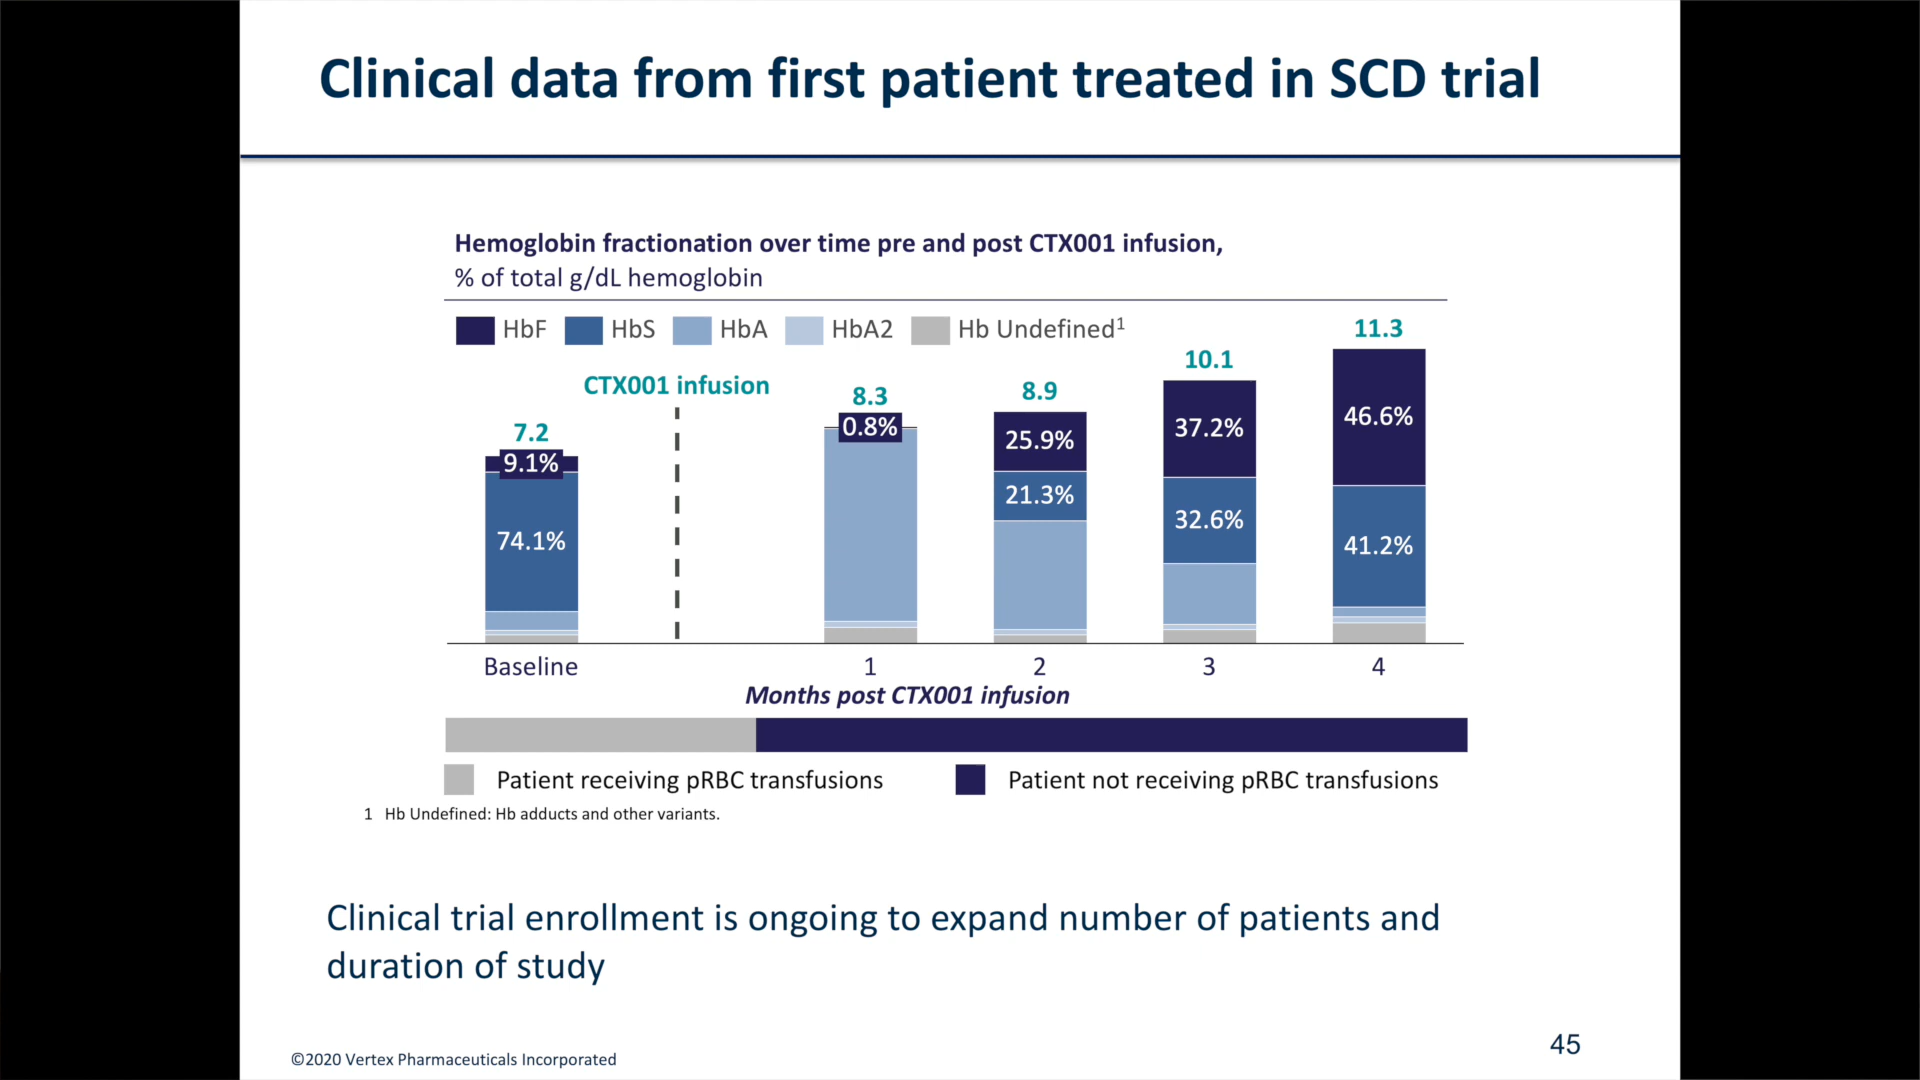 Clinical data from first patient treated in SCD trial
Hemoglobin fractionation over time pre and post CTX001 infusion,
% of total g/dL hemoglobin
HbF HbS HbA HbA2 Hb Undefined¹
CTX001 infusion
7.2
9.1%
74.1%
8.3
0.8%
8.9
25.9%
21.3%
10.1
37.2%
32.6%
11.3
46.6%
41.2%
Baseline 1 2 3 4
Months post CTX001 infusion
Patient receiving pRBC transfusions Patient not receiving pRBC transfusions
1 Hb Undefined: Hb adducts and other variants.
Clinical trial enrollment is ongoing to expand number of patients and
duration of study
©2020 Vertex Pharmaceuticals Incorporated
45